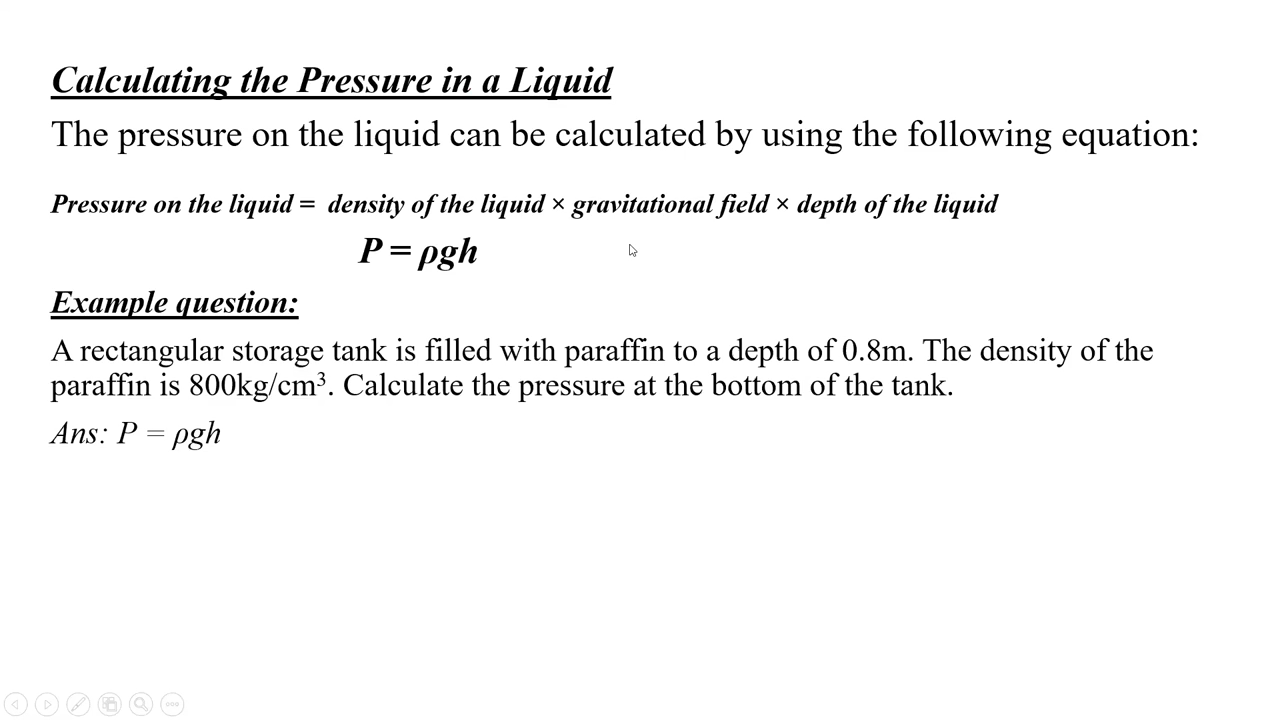 Calculating the Pressure in a Liquid
The pressure on the liquid can be calculated by using the following equation:
Pressure on the liquid = density of the liquid × gravitational field × depth of the liquid
P = ρgh
Example question:
A rectangular storage tank is filled with paraffin to a depth of 0.8m. The density of the
paraffin is 800kg/cm³. Calculate the pressure at the bottom of the tank.
Ans: P = ρgh